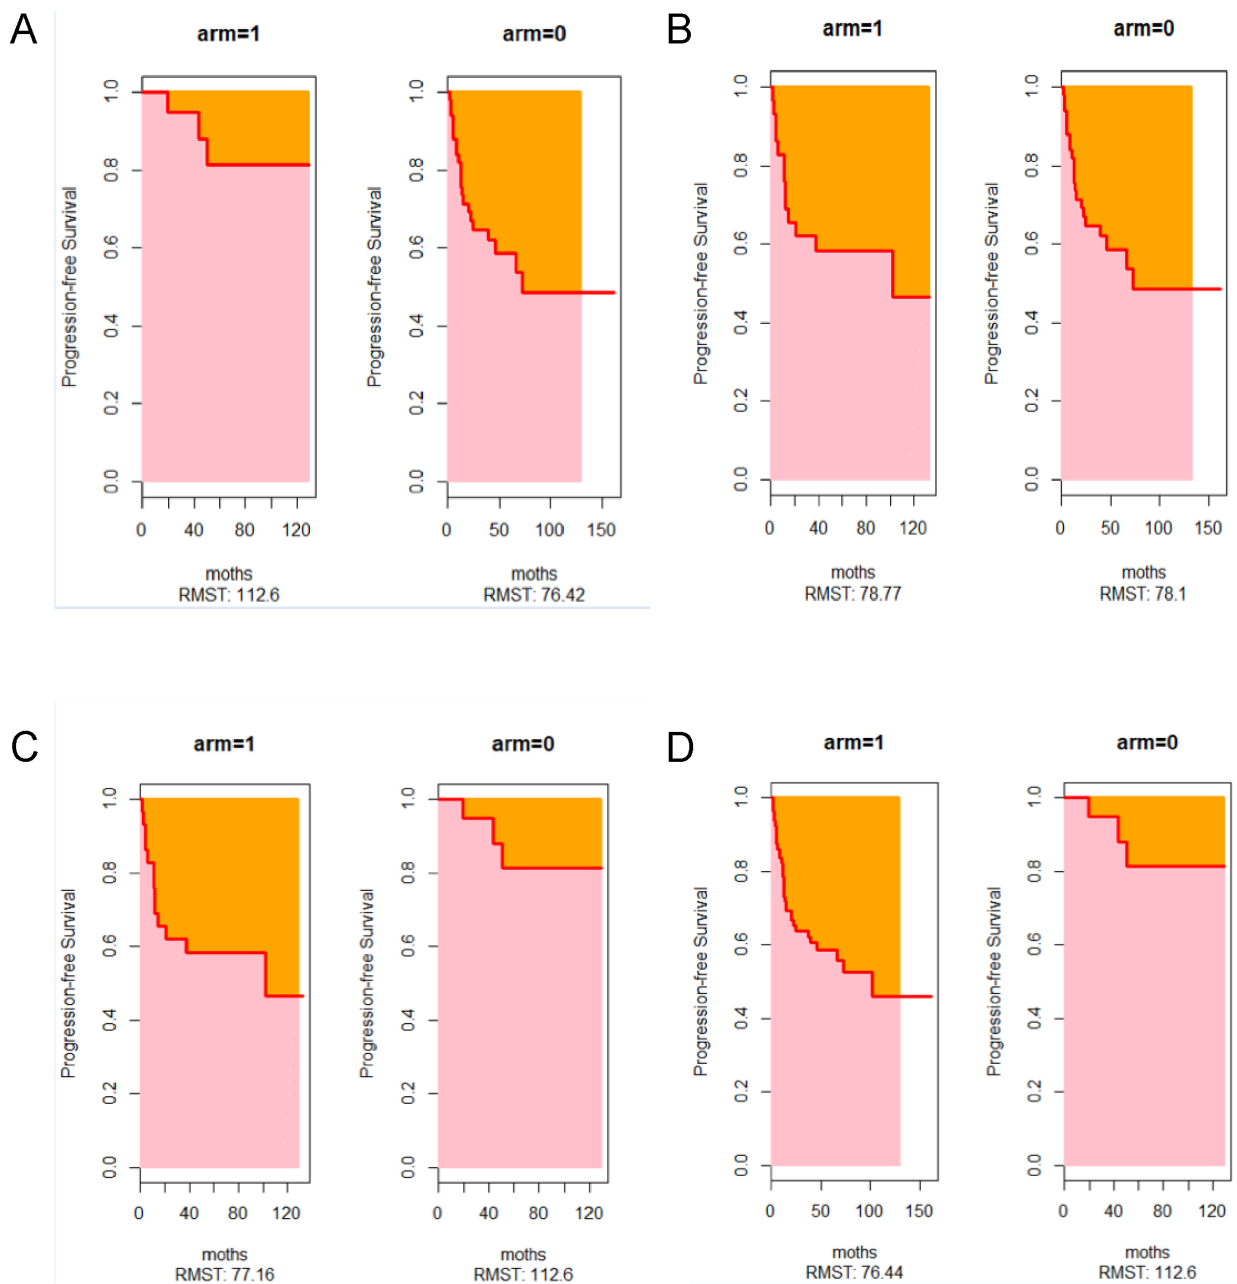 A
arm=1
arm=0
Progression-free Survival
0.0 0.2 0.4 0.6 0.8 1.0
0 40 80 120
moths
RMST: 112.6
Progression-free Survival
0.0 0.2 0.4 0.6 0.8 1.0
0 50 100 150
moths
RMST: 76.42
B
arm=1
arm=0
Progression-free Survival
0.0 0.2 0.4 0.6 0.8 1.0
0 40 80 120
moths
RMST: 78.77
Progression-free Survival
0.0 0.2 0.4 0.6 0.8 1.0
0 50 100 150
moths
RMST: 78.1
C
arm=1
arm=0
Progression-free Survival
0.0 0.2 0.4 0.6 0.8 1.0
0 40 80 120
moths
RMST: 77.16
Progression-free Survival
0.0 0.2 0.4 0.6 0.8 1.0
0 40 80 120
moths
RMST: 112.6
D
arm=1
arm=0
Progression-free Survival
0.0 0.2 0.4 0.6 0.8 1.0
0 50 100 150
moths
RMST: 76.44
Progression-free Survival
0.0 0.2 0.4 0.6 0.8 1.0
0 40 80 120
moths
RMST: 112.6